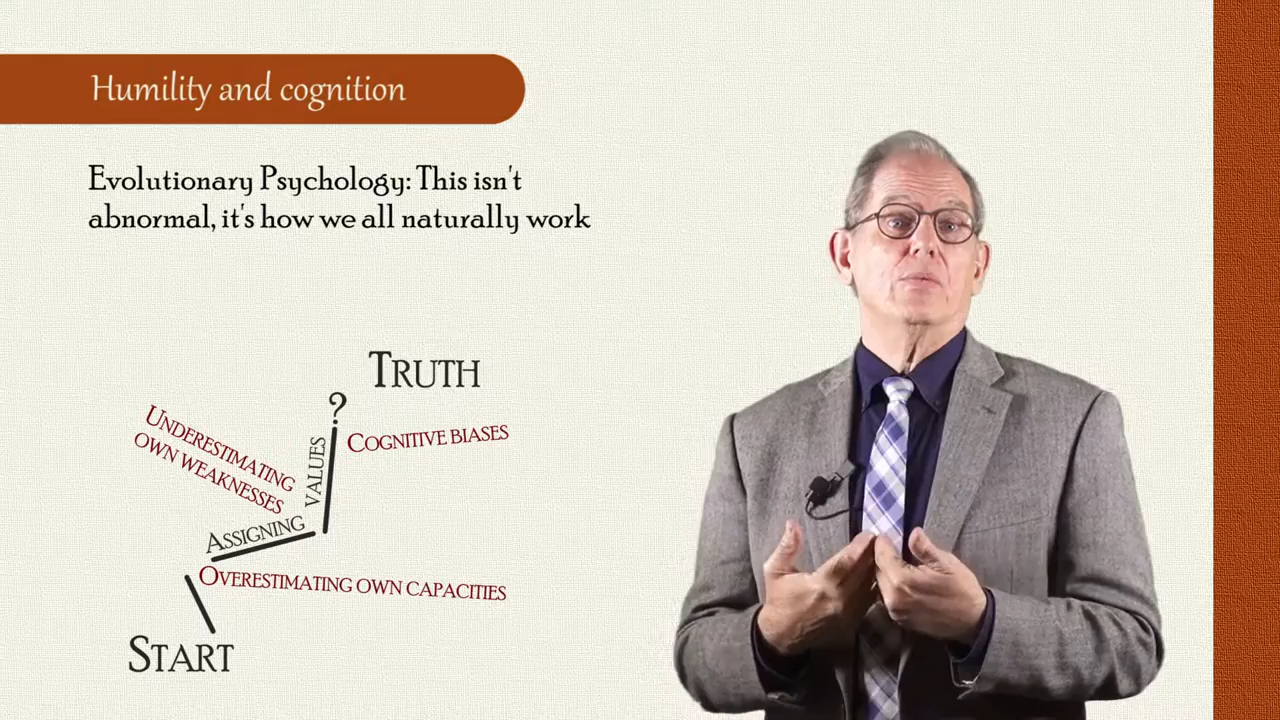 Humility and cognition
Evolutionary Psychology: This isn't
abnormal, it's how we all naturally work
TRUTH
?
UNDERESTIMATING
OWN WEAKNESSES
VALUES
COGNITIVE BIASES
ASSIGNING
OVERESTIMATING OWN CAPACITIES
START